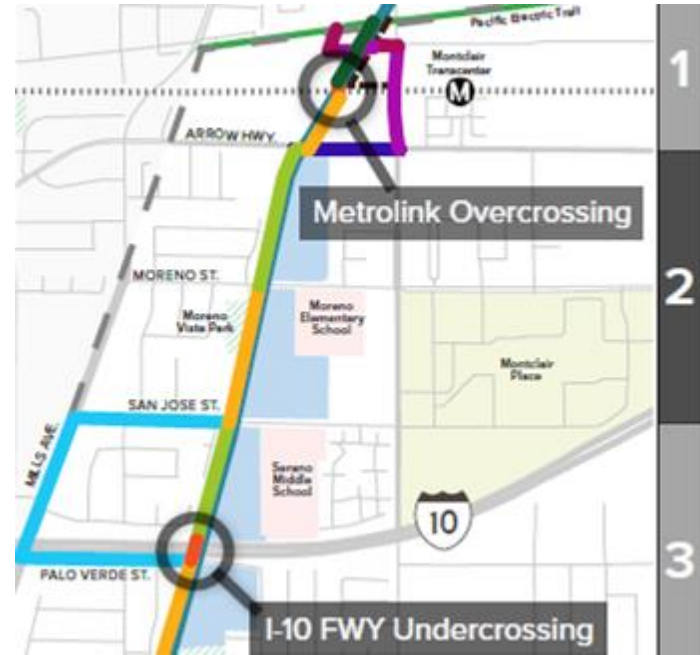 Pacific Electric Trail
1
Montclair
Transcenter
M
ARROW HWY.
Metrolink Overcrossing
MORENO ST.
2
Moreno
Vista Park
Moreno
Elementary
School
Montclair
Place
SAN JOSE ST.
MILLS AVE.
Serano
Middle
School
10
3
PALO VERDE ST.
I-10 FWY Undercrossing